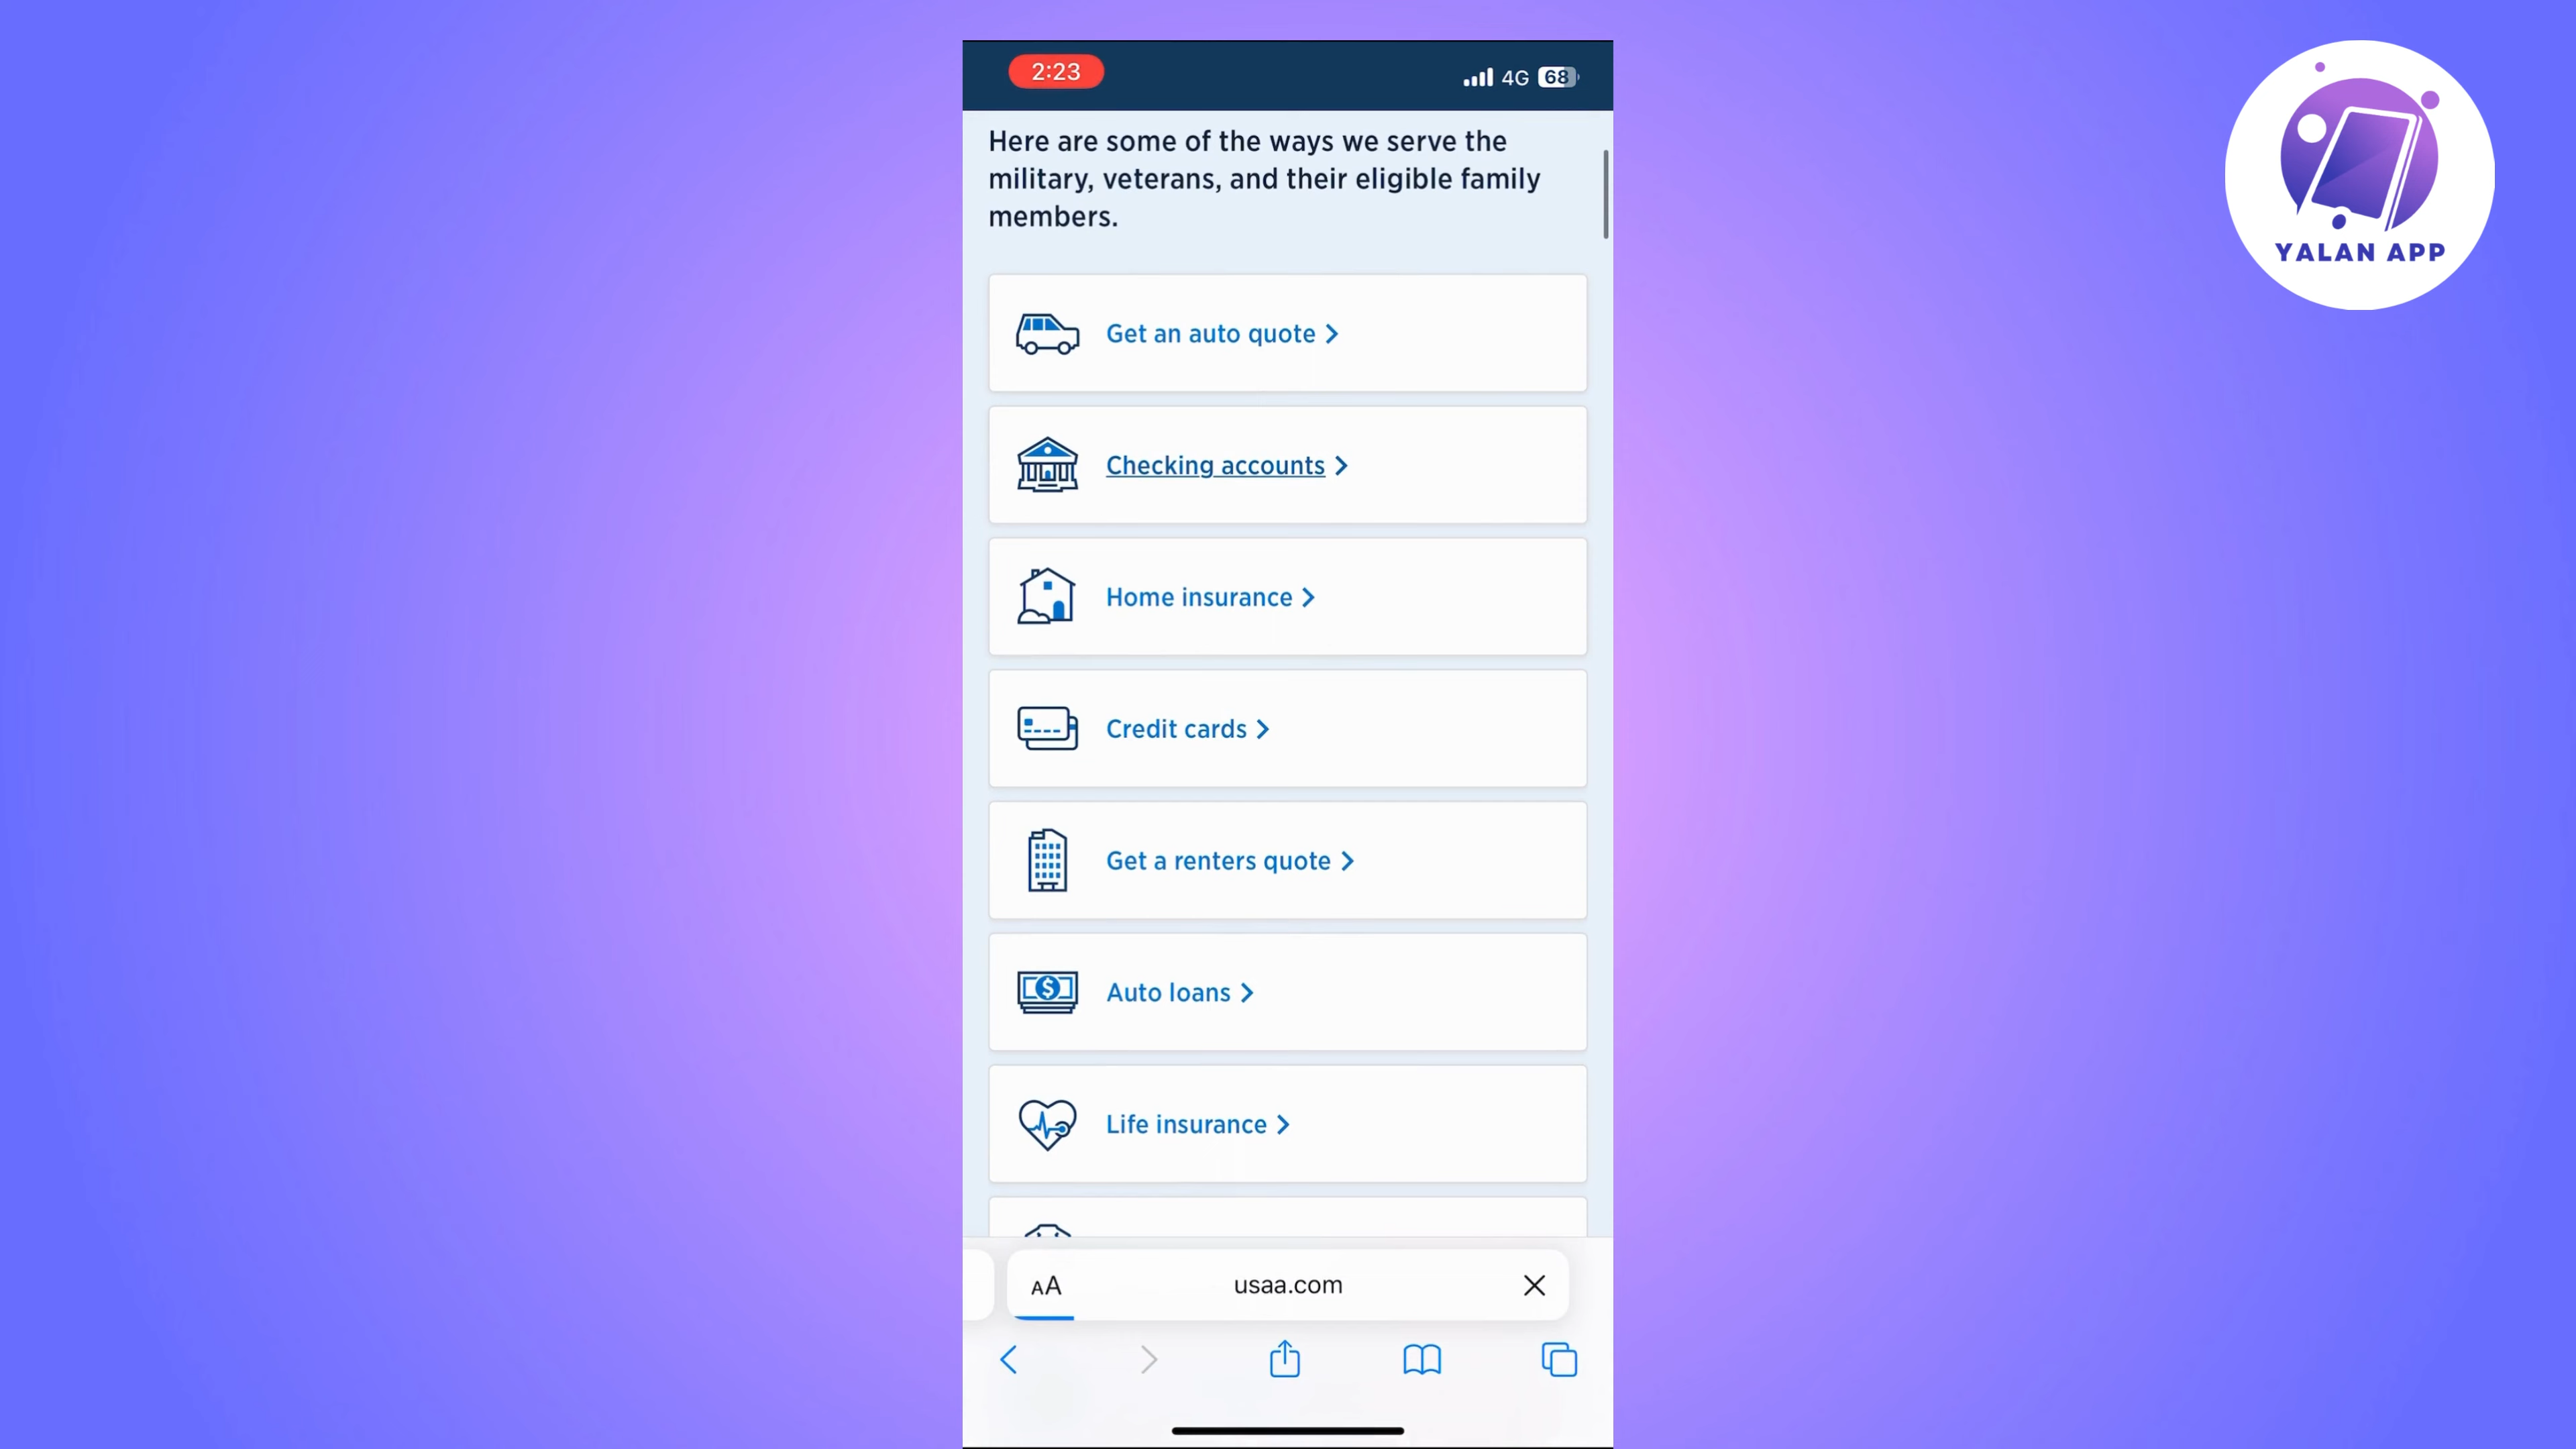 2:23
4G 68
Here are some of the ways we serve the
military, veterans, and their eligible family
members.
Get an auto quote
Checking accounts
Home insurance
Credit cards
Get a renters quote
Auto loans
Life insurance
AA usaa.com
YALAN APP